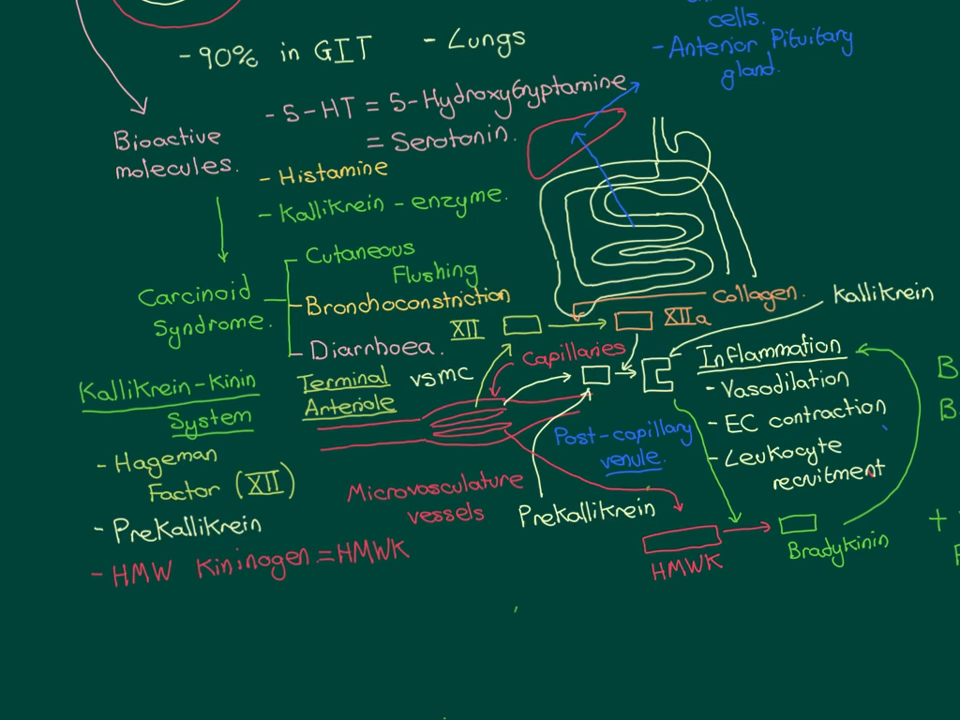 cells.
- Anterior Pituitary
gland.
- 90% in GIT
- Lungs
- 5-HT = 5-Hydroxytryptamine
= Serotonin.
Bioactive
molecules.
- Histamine
- Kallikrein - enzyme.
Carcinoid
Syndrome.
Cutaneous
Flushing
Bronchoconstriction
Diarrhoea.
Collagen.
Kallikrein
XII
XIIa
Capillaries
Kallikrein-Kinin
System
- Hageman
Factor (XII)
- Prekallikrein
- HMW Kininogen = HMWK
Terminal
Arteriole
VSMC
Microvasculature
vessels
Post-capillary
venule.
Prekallikrein
Inflammation
- Vasodilation
- EC contraction
- Leukocyte
recruitment
HMWK
Bradykinin
B
B
+